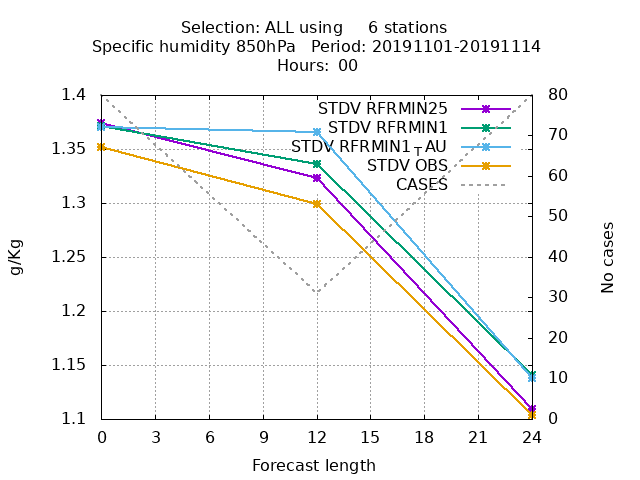 Selection: ALL using     6 stations
Specific humidity 850hPa   Period: 20191101-20191114
Hours:  00
1.4
1.35
1.3
1.25
1.2
1.15
1.1
g/Kg
STDV RFRMIN25
STDV RFRMIN1
STDV RFRMIN1TAU
STDV OBS
CASES
80
70
60
50
40
30
20
10
0
No cases
0 3 6 9 12 15 18 21 24
Forecast length